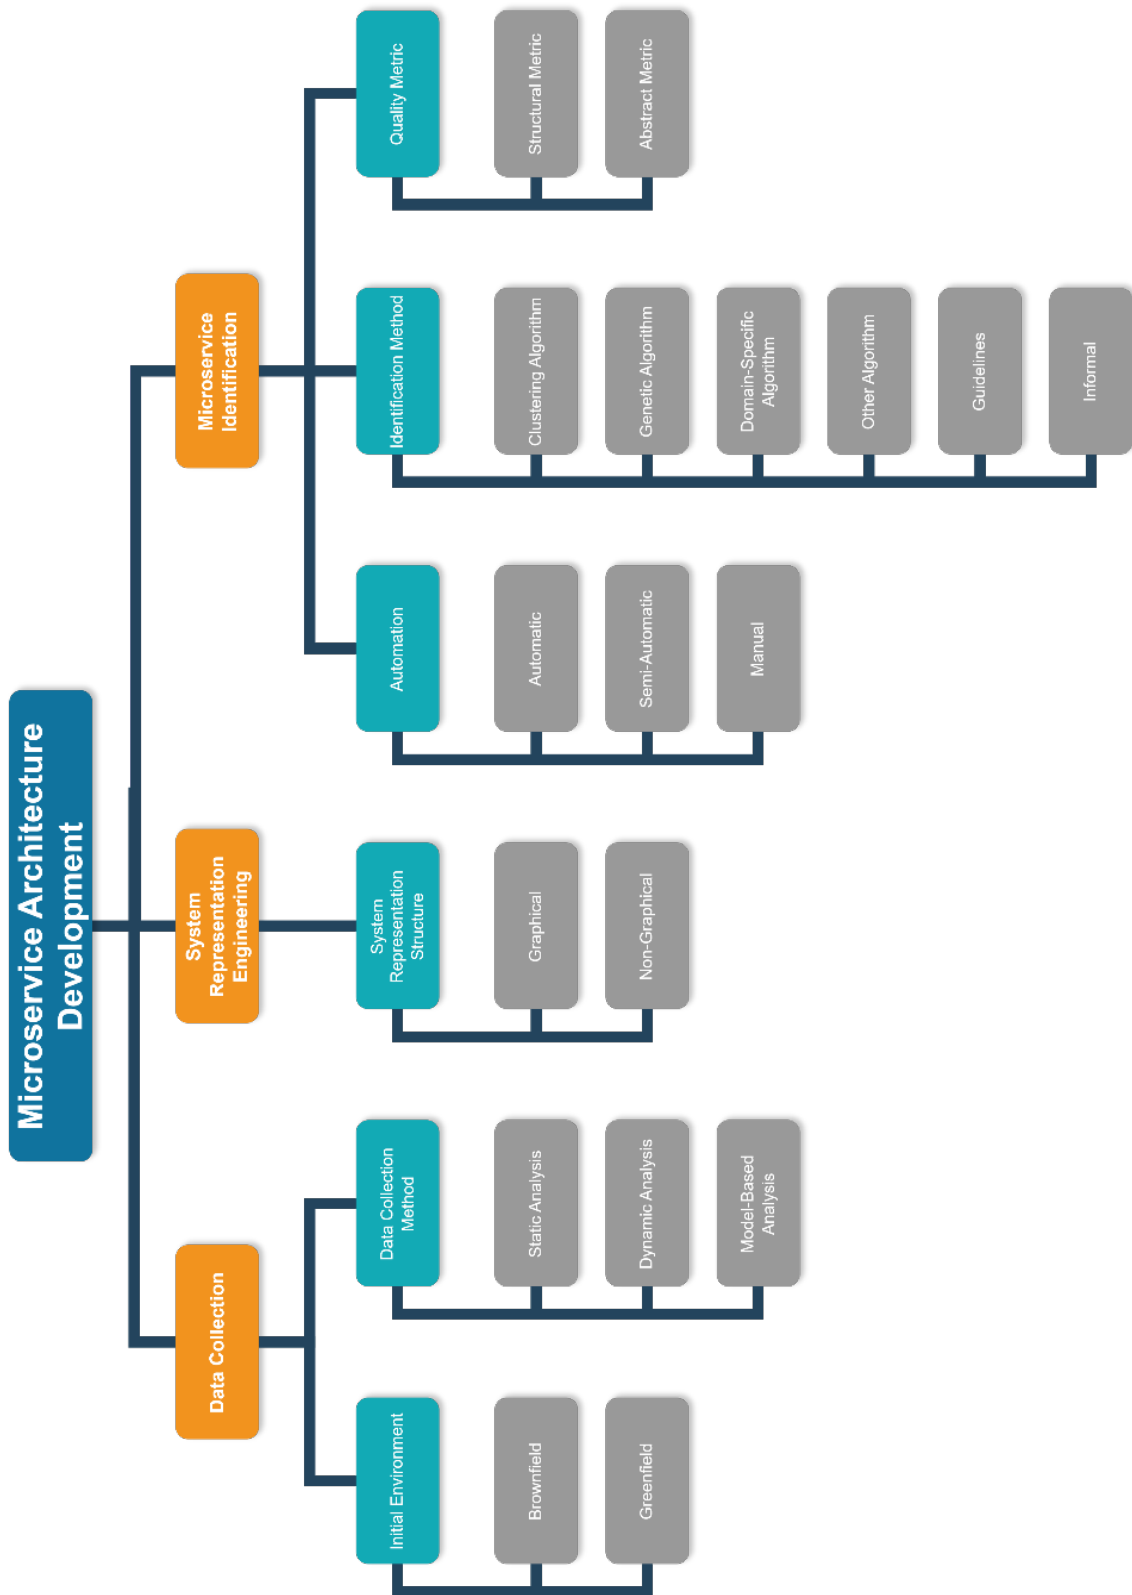 Microservice Architecture
Development
Data Collection
System
Representation
Engineering
Microservice
Identification
Initial Environment
Data Collection
Method
System
Representation
Structure
Automation
Identification Method
Quality Metric
Brownfield
Greenfield
Static Analysis
Dynamic Analysis
Model-Based
Analysis
Graphical
Non-Graphical
Automatic
Semi-Automatic
Manual
Clustering Algorithm
Genetic Algorithm
Domain-Specific
Algorithm
Other Algorithm
Guidelines
Informal
Structural Metric
Abstract Metric